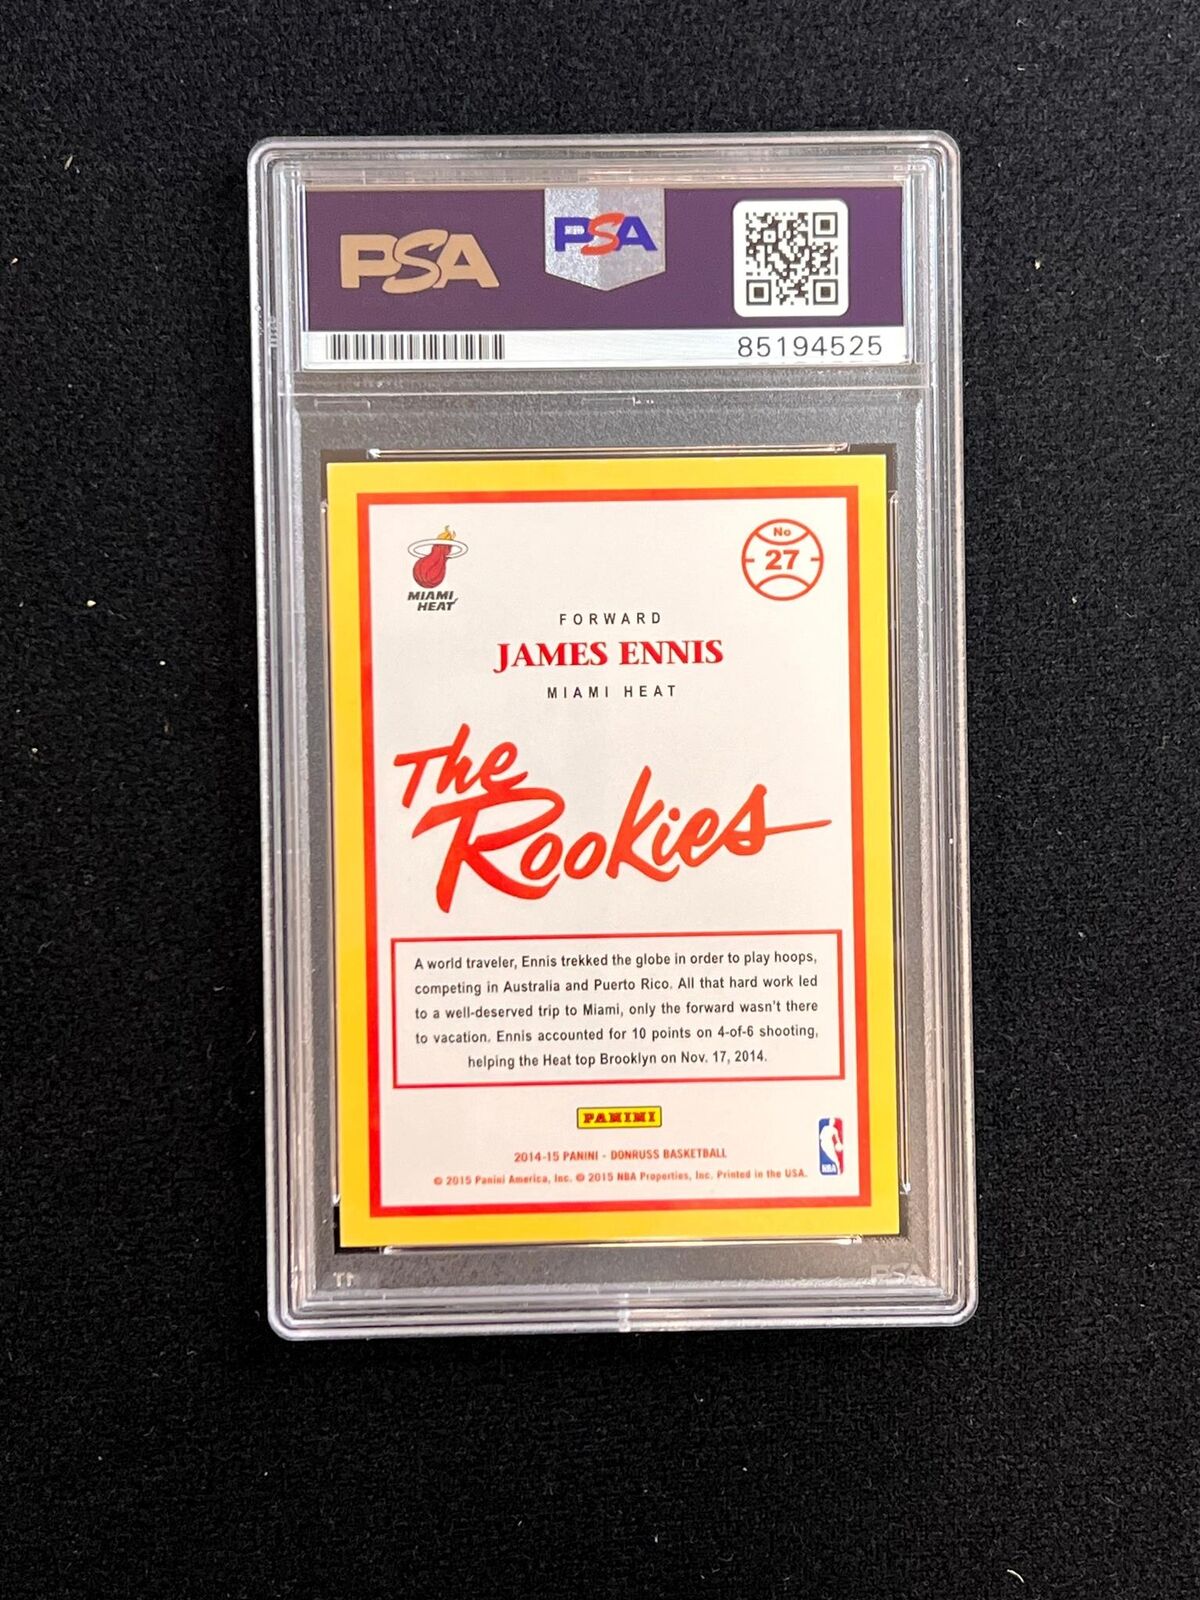 PSA
PSA
85194525
No
27
MIAMI
HEAT
FORWARD
JAMES ENNIS
MIAMI HEAT
The
Rookies
A world traveler, Ennis trekked the globe in order to play hoops,
competing in Australia and Puerto Rico. All that hard work led
to a well-deserved trip to Miami, only the forward wasn't there
to vacation. Ennis accounted for 10 points on 4-of-6 shooting,
helping the Heat top Brooklyn on Nov. 17, 2014.
PANINI
NBA
2014-15 PANINI - DONRUSS BASKETBALL
© 2015 Panini America, Inc. © 2015 NBA Properties, Inc. Printed in the USA.
PSA